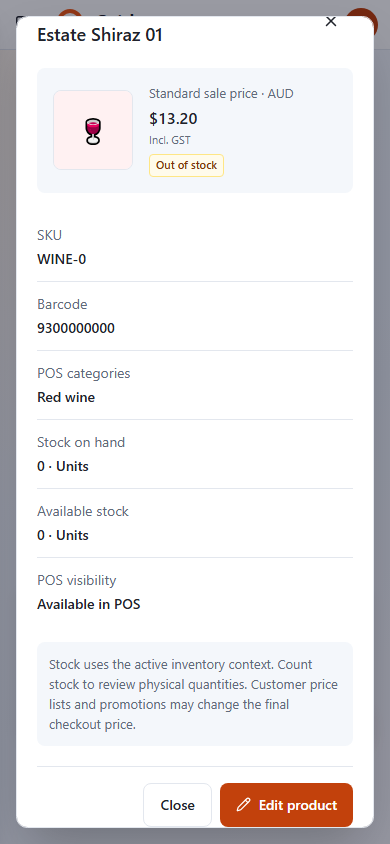 Estate Shiraz 01
Standard sale price · AUD
$13.20
Incl. GST
Out of stock
SKU
WINE-0
Barcode
9300000000
POS categories
Red wine
Stock on hand
0 · Units
Available stock
0 · Units
POS visibility
Available in POS
Stock uses the active inventory context. Count
stock to review physical quantities. Customer price
lists and promotions may change the final
checkout price.
Close
Edit product